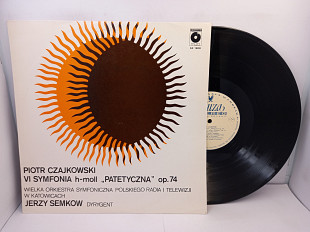 PIOTR CZAJKOWSKI
VI SYMFONIA h-moll „PATETYCZNA" op. 74
WIELKA ORKIESTRA SYMFONICZNA POLSKIEGO RADIA I TELEWIZJI
W KATOWICACH
JERZY SEMKOW DYRYGENT